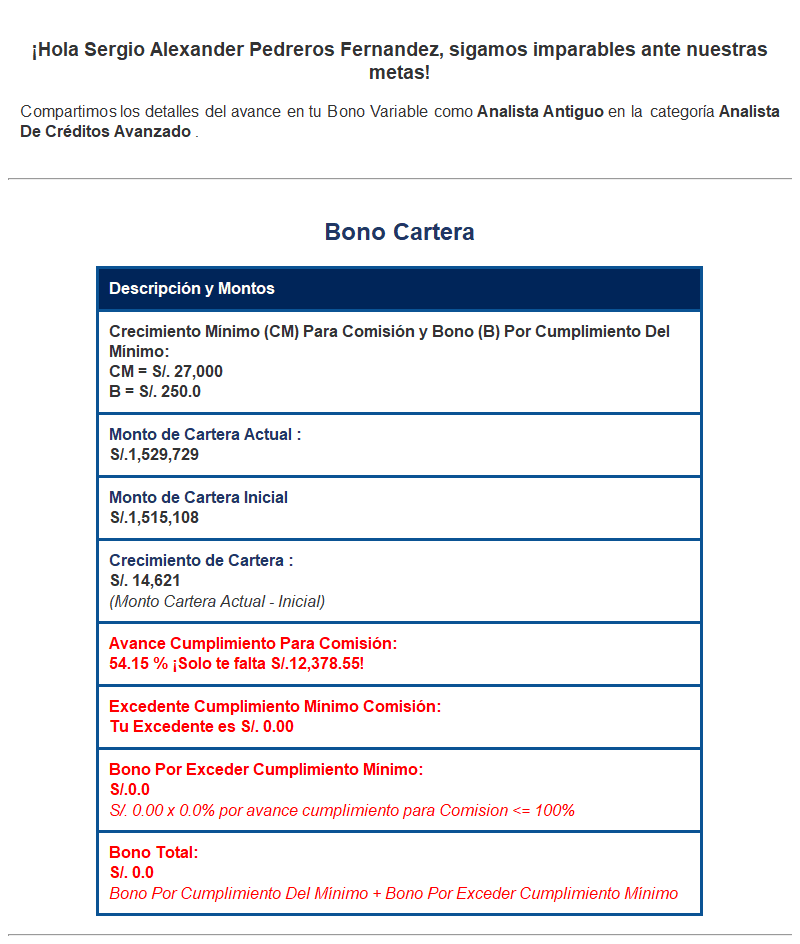 ¡Hola Sergio Alexander Pedreros Fernandez, sigamos imparables ante nuestras
metas!
Compartimos los detalles del avance en tu Bono Variable como Analista Antiguo en la categoría Analista
De Créditos Avanzado .
Bono Cartera
Descripción y Montos
Crecimiento Mínimo (CM) Para Comisión y Bono (B) Por Cumplimiento Del
Mínimo:
CM = S/. 27,000
B = S/. 250.0
Monto de Cartera Actual :
S/.1,529,729
Monto de Cartera Inicial
S/.1,515,108
Crecimiento de Cartera :
S/. 14,621
(Monto Cartera Actual - Inicial)
Avance Cumplimiento Para Comisión:
54.15 % ¡Solo te falta S/.12,378.55!
Excedente Cumplimiento Mínimo Comisión:
Tu Excedente es S/. 0.00
Bono Por Exceder Cumplimiento Mínimo:
S/.0.0
S/. 0.00 x 0.0% por avance cumplimiento para Comision <= 100%
Bono Total:
S/. 0.0
Bono Por Cumplimiento Del Mínimo + Bono Por Exceder Cumplimiento Mínimo